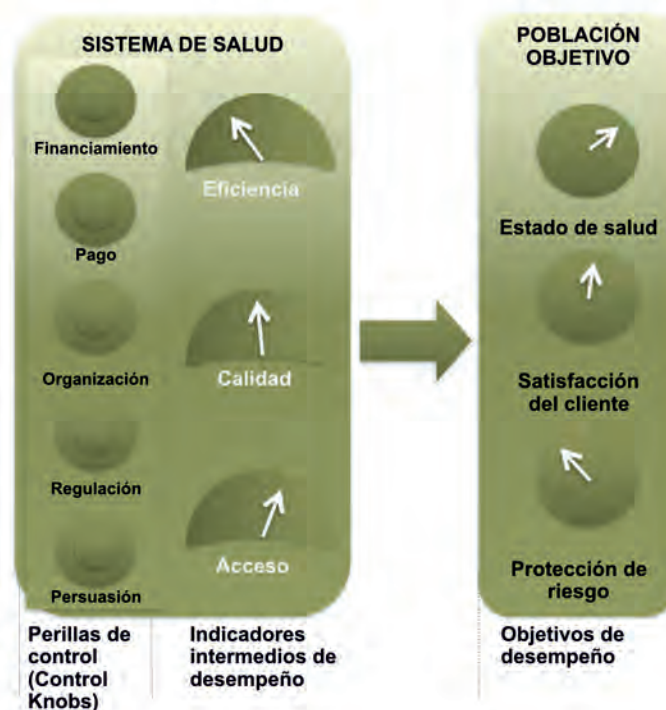 SISTEMA DE SALUD
Financiamiento
Pago
Organización
Regulación
Persuasión
Eficiencia
Calidad
Acceso
POBLACIÓN
OBJETIVO
Estado de salud
Satisfacción
del cliente
Protección de
riesgo
Perillas de
control
(Control
Knobs)
Indicadores
intermedios de
desempeño
Objetivos de
desempeño